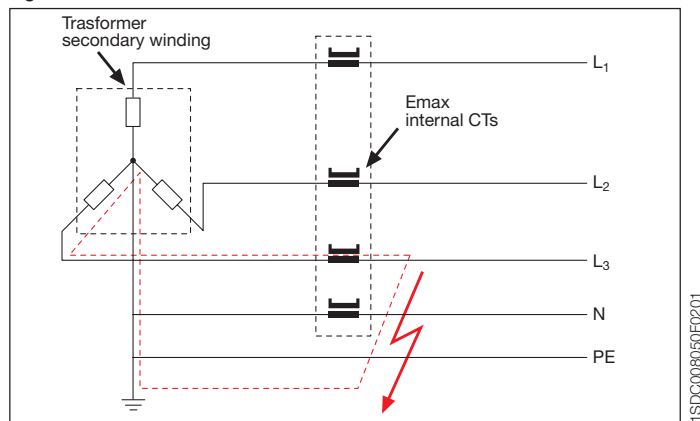 Trasformer
secondary winding
L1
Emax
internal CTs
L2
L3
N
PE
1SDC008050F0201